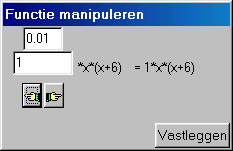 Functie manipuleren
0.01
1 *x*(x+6) = 1*x*(x+6)
Vastleggen